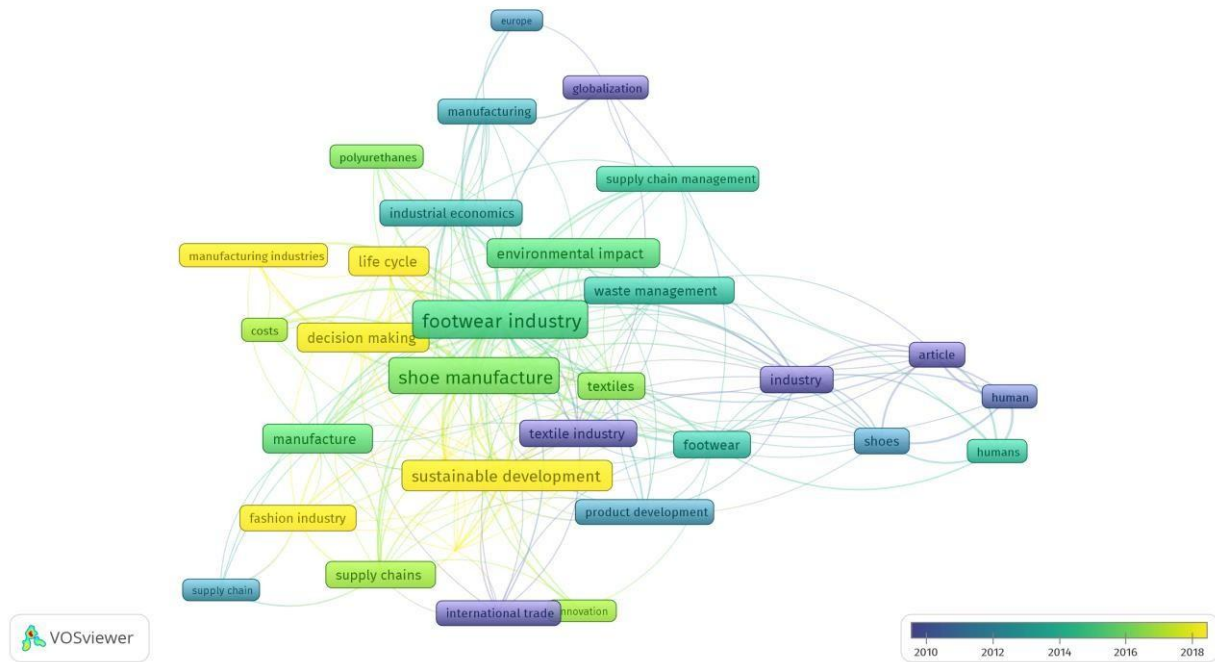 europe
globalization
manufacturing
polyurethanes
supply chain management
industrial economics
manufacturing industries
life cycle
environmental impact
waste management
footwear industry
costs
decision making
article
shoe manufacture
textiles
industry
human
textile industry
manufacture
footwear
shoes
humans
sustainable development
product development
fashion industry
supply chains
supply chain
international trade
innovation
VOSviewer
2010 2012 2014 2016 2018